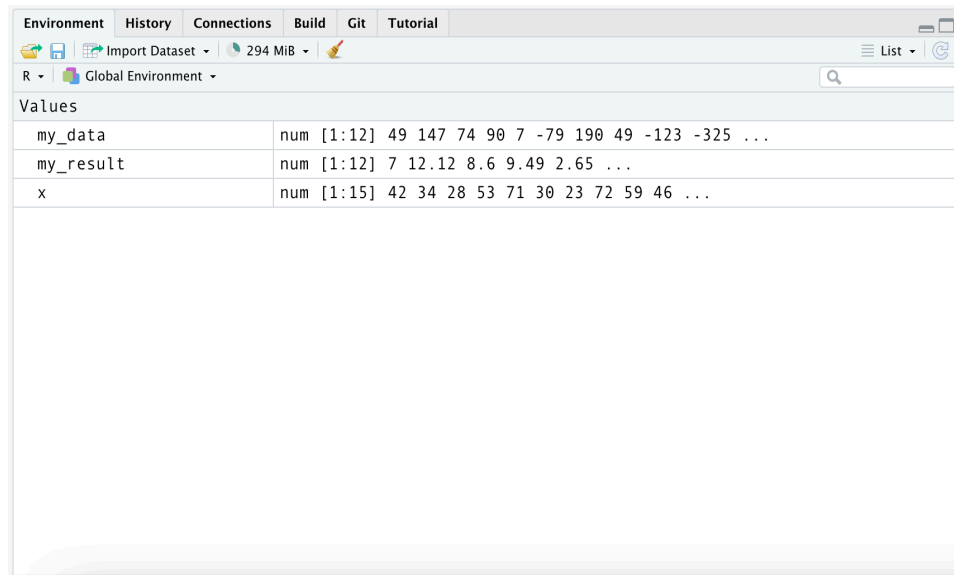 Environment History Connections Build Git Tutorial
Import Dataset 294 MiB List
R Global Environment
Values
my_data num [1:12] 49 147 74 90 7 -79 190 49 -123 -325 ...
my_result num [1:12] 7 12.12 8.6 9.49 2.65 ...
x num [1:15] 42 34 28 53 71 30 23 72 59 46 ...